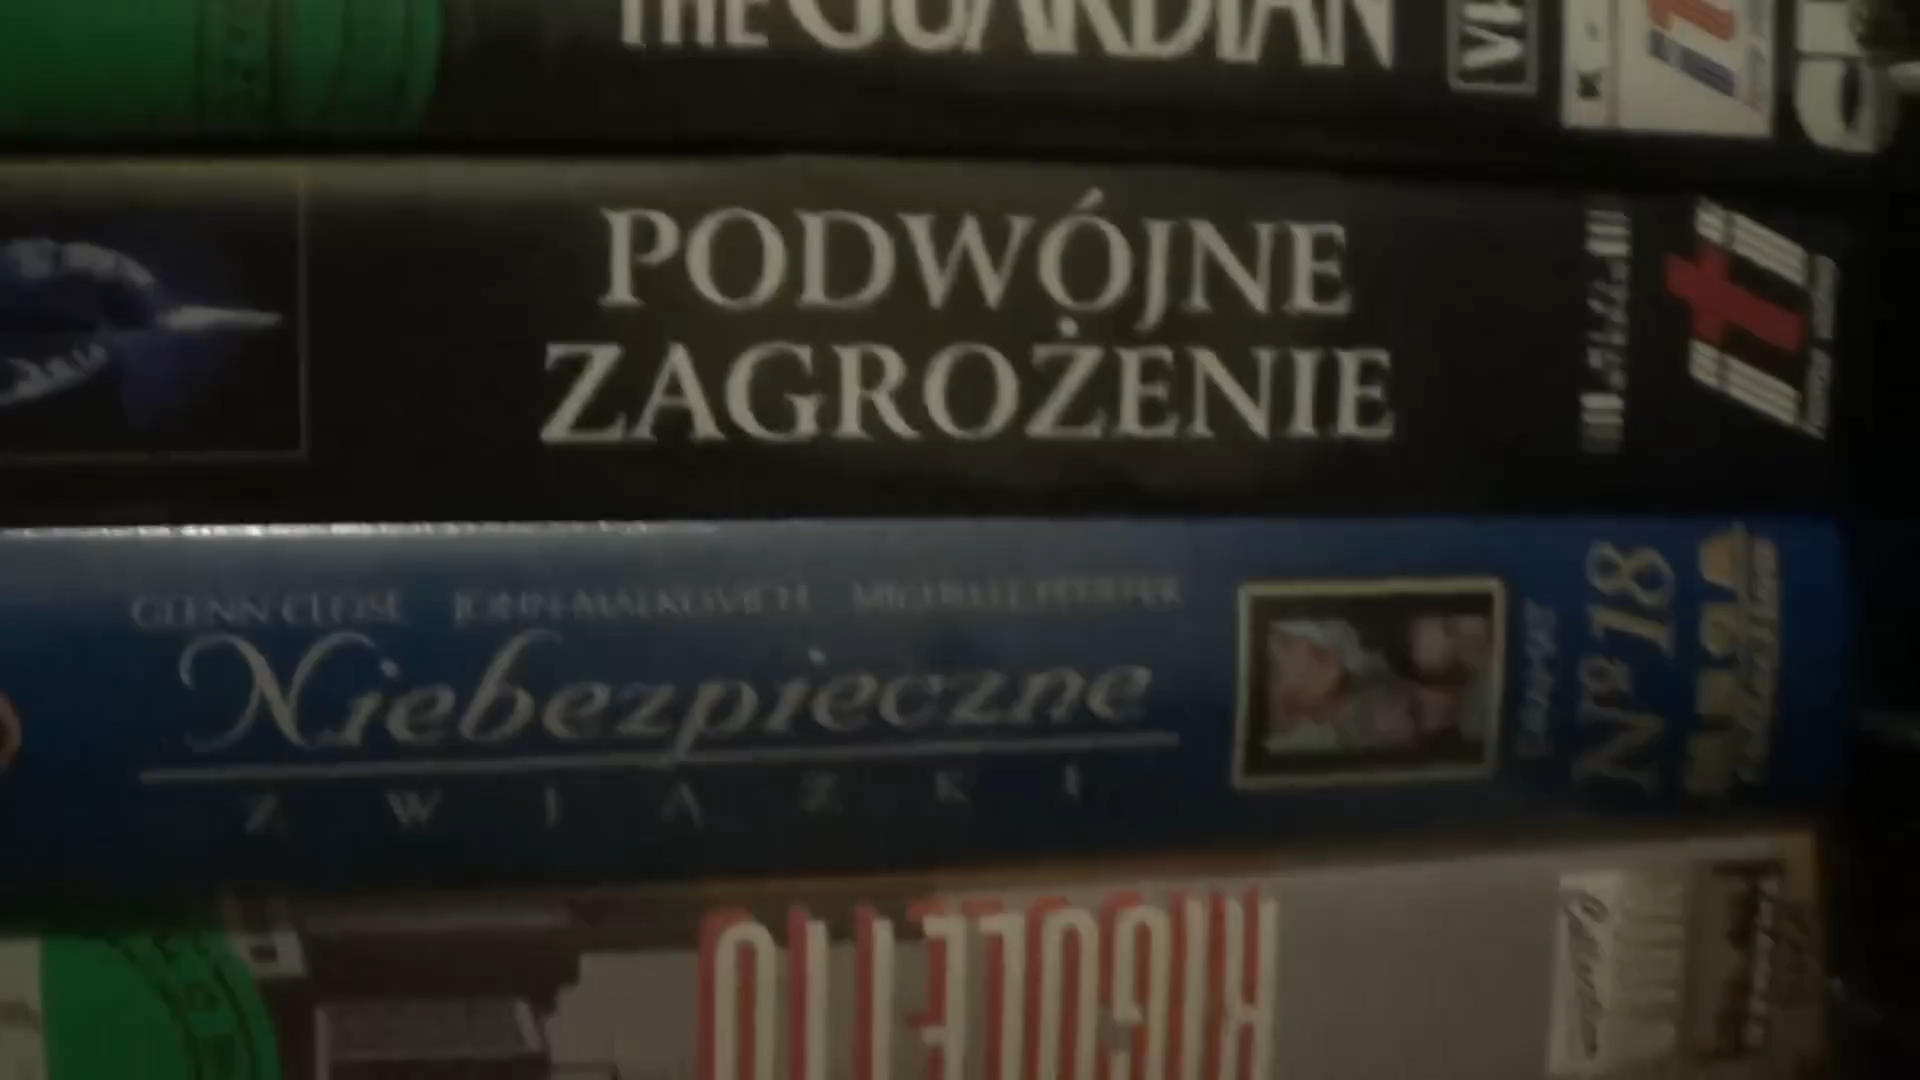 THE GUARDIAN
PODWÓJNE
ZAGROŻENIE
GLENN CLOSE JOHN MALKOVICH MICHELLE PFEIFFER
Niebezpieczne
ZWIĄZKI
Nº 18
RIGOLETTO